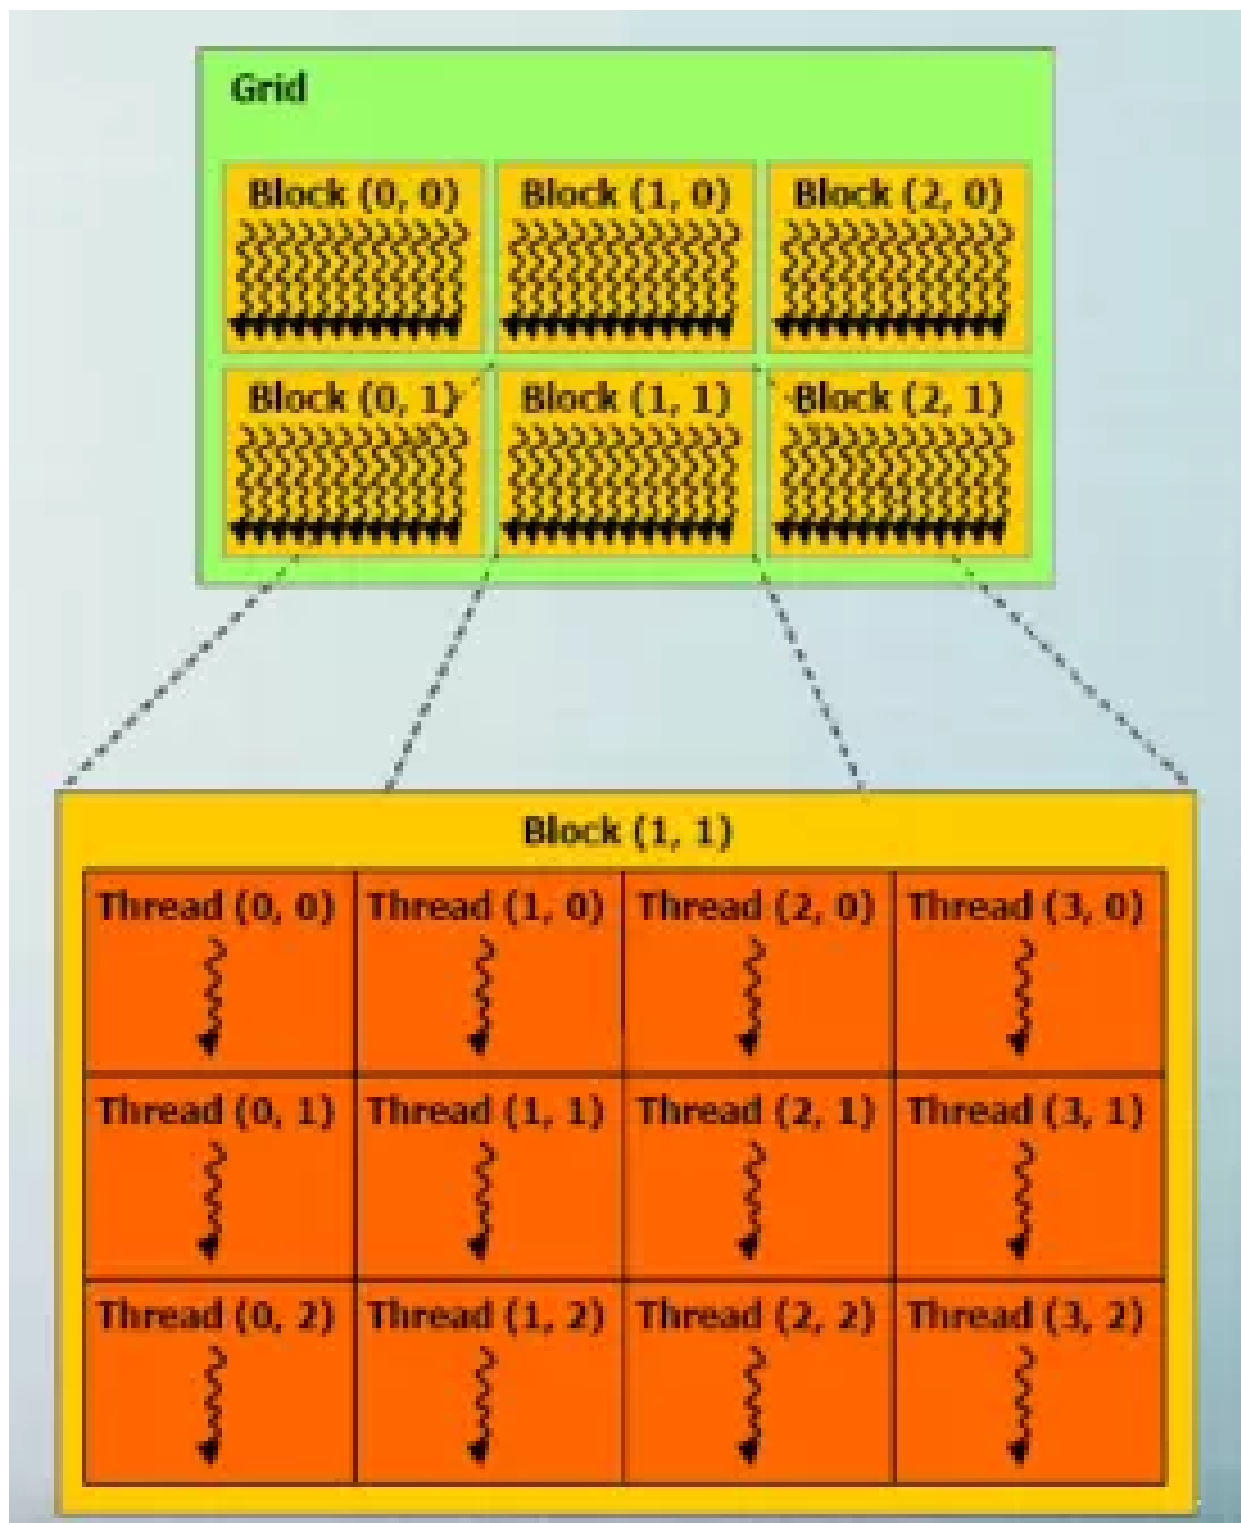 Grid
Block (0, 0) Block (1, 0) Block (2, 0)
Block (0, 1) Block (1, 1) Block (2, 1)
Block (1, 1)
Thread (0, 0) Thread (1, 0) Thread (2, 0) Thread (3, 0)
Thread (0, 1) Thread (1, 1) Thread (2, 1) Thread (3, 1)
Thread (0, 2) Thread (1, 2) Thread (2, 2) Thread (3, 2)